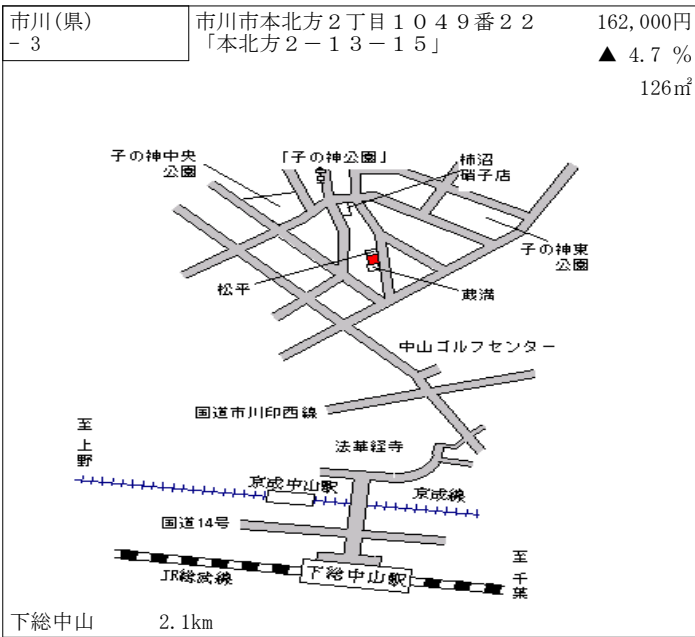 市川(県)
- 3
市川市本北方２丁目１０４９番２２
「本北方２－１３－１５」
162,000円
▲ 4.7 %
126㎡
子の神中央
公園
「子の神公園」
柿沼
硝子店
子の神東
公園
松平
蔵満
中山ゴルフセンター
国道市川印西線
至
上
野
法華経寺
京成中山駅
京成線
国道14号
JR総武線
下総中山駅
至
千
葉
下総中山 2.1km